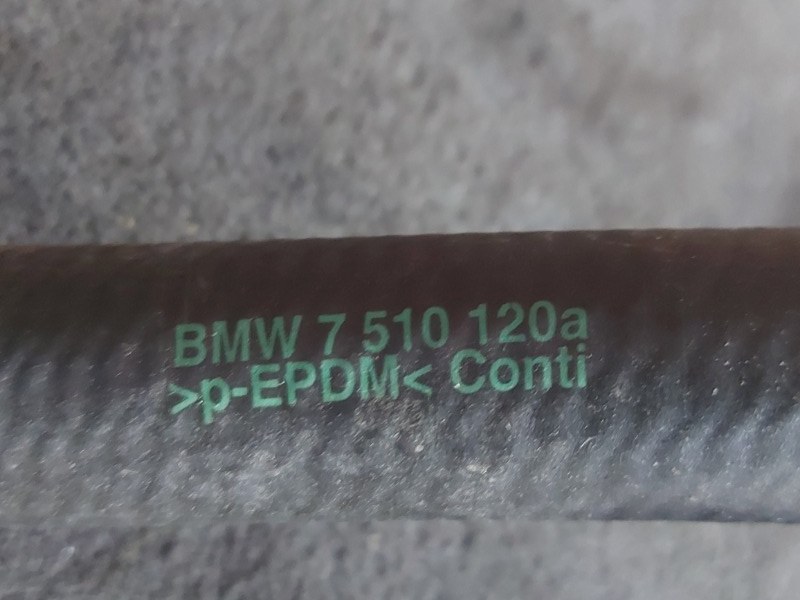 BMW 7 510 120a
>p-EPDM< Conti